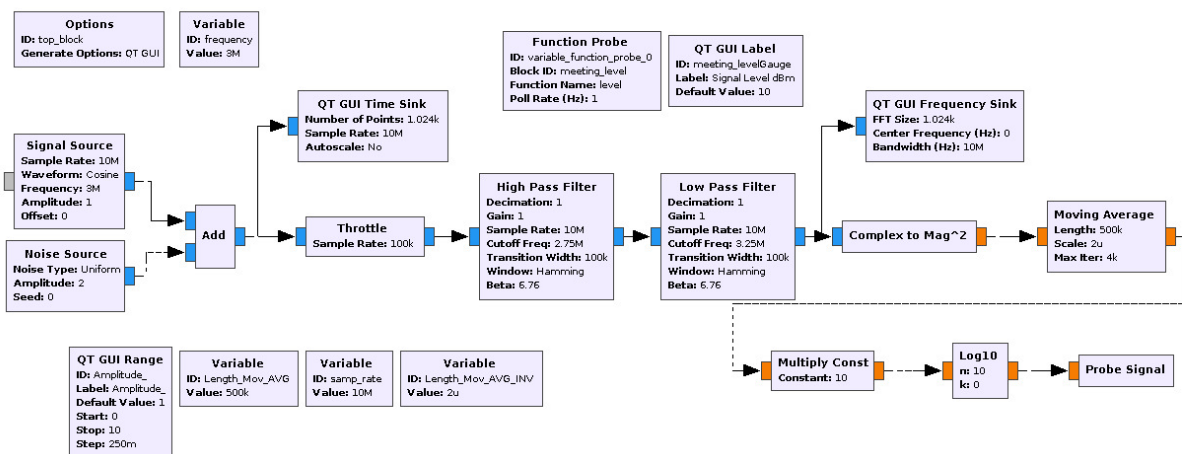 Options
ID: top_block
Generate Options: QT GUI
Variable
ID: frequency
Value: 3M
Function Probe
ID: variable_function_probe_0
Block ID: meeting_level
Function Name: level
Poll Rate (Hz): 1
QT GUI Label
ID: meeting_levelGauge
Label: Signal Level dBm
Default Value: 10
QT GUI Time Sink
Number of Points: 1.024k
Sample Rate: 10M
Autoscale: No
QT GUI Frequency Sink
FFT Size: 1.024k
Center Frequency (Hz): 0
Bandwidth (Hz): 10M
Signal Source
Sample Rate: 10M
Waveform: Cosine
Frequency: 3M
Amplitude: 1
Offset: 0
Noise Source
Noise Type: Uniform
Amplitude: 2
Seed: 0
Add
Throttle
Sample Rate: 100k
High Pass Filter
Decimation: 1
Gain: 1
Sample Rate: 10M
Cutoff Freq: 2.75M
Transition Width: 100k
Window: Hamming
Beta: 6.76
Low Pass Filter
Decimation: 1
Gain: 1
Sample Rate: 10M
Cutoff Freq: 3.25M
Transition Width: 100k
Window: Hamming
Beta: 6.76
Complex to Mag^2
Moving Average
Length: 500k
Scale: 2u
Max Iter: 4k
QT GUI Range
ID: Amplitude_
Label: Amplitude_
Default Value: 1
Start: 0
Stop: 10
Step: 250m
Variable
ID: Length_Mov_AVG
Value: 500k
Variable
ID: samp_rate
Value: 10M
Variable
ID: Length_Mov_AVG_INV
Value: 2u
Multiply Const
Constant: 10
Log10
n: 10
k: 0
Probe Signal